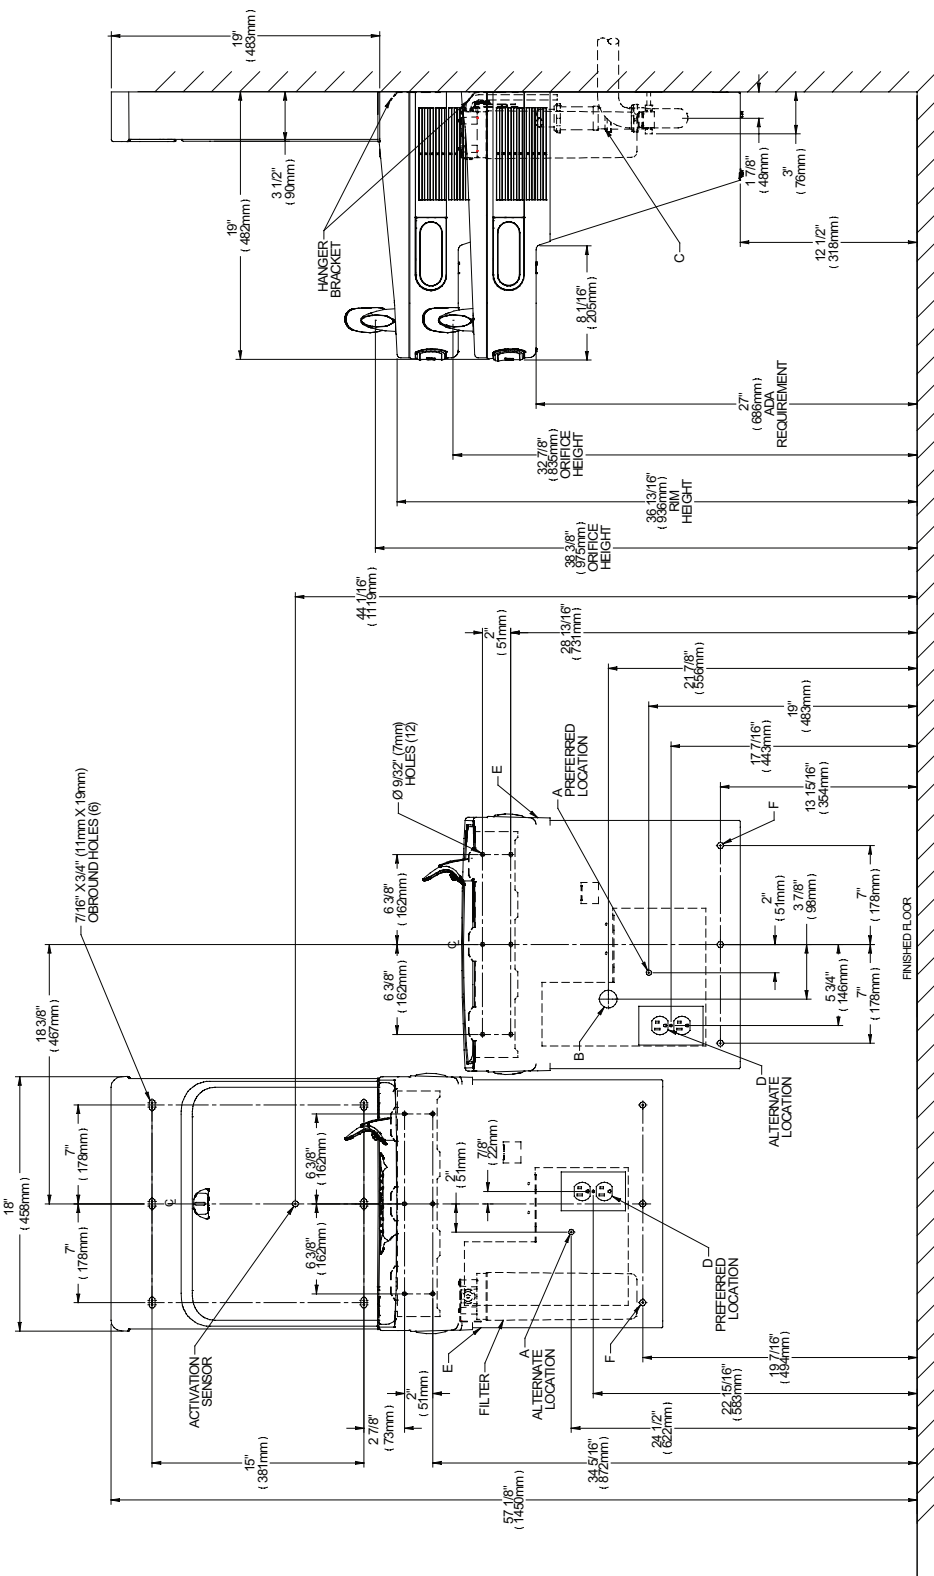 19"
( 483mm)
19"
( 482mm)
3 1/2"
( 90mm)
HANGER
BRACKET
C
1 7/8"
( 48mm)
3"
( 76mm)
12 1/2"
( 318mm)
8 1/16"
( 205mm)
27"
( 686mm)
ADA
REQUIREMENT
32 7/8"
( 835mm)
ORIFICE
HEIGHT
36 13/16"
( 936mm)
RIM
HEIGHT
38 3/8"
( 975mm)
ORIFICE
HEIGHT
44 1/16"
( 1119mm)
7/16" X 3/4" (11mm X 19mm)
OBROUND HOLES (6)
18 3/8"
( 467mm)
6 3/8"
( 162mm)
6 3/8"
( 162mm)
Ø 9/32" (7mm)
HOLES (12)
2"
( 51mm)
28 13/16"
( 731mm)
E
A
PREFERRED
LOCATION
21 7/8"
( 556mm)
19"
( 483mm)
17 7/16"
( 443mm)
13 15/16"
( 354mm)
F
B
C
D
ALTERNATE
LOCATION
2"
( 51mm)
3 7/8"
( 98mm)
5 3/4"
( 146mm)
7"
( 178mm)
7"
( 178mm)
FINISHED FLOOR
18"
( 458mm)
7"
( 178mm)
7"
( 178mm)
C
ACTIVATION
SENSOR
15"
( 381mm)
2 7/8"
( 73mm)
2"
( 51mm)
6 3/8"
( 162mm)
6 3/8"
( 162mm)
2"
( 51mm)
7/8"
( 22mm)
E
FILTER
A
ALTERNATE
LOCATION
D
PREFERRED
LOCATION
F
19 7/16"
( 494mm)
22 15/16"
( 583mm)
24 1/2"
( 622mm)
34 5/16"
( 872mm)
57 1/8"
( 1450mm)